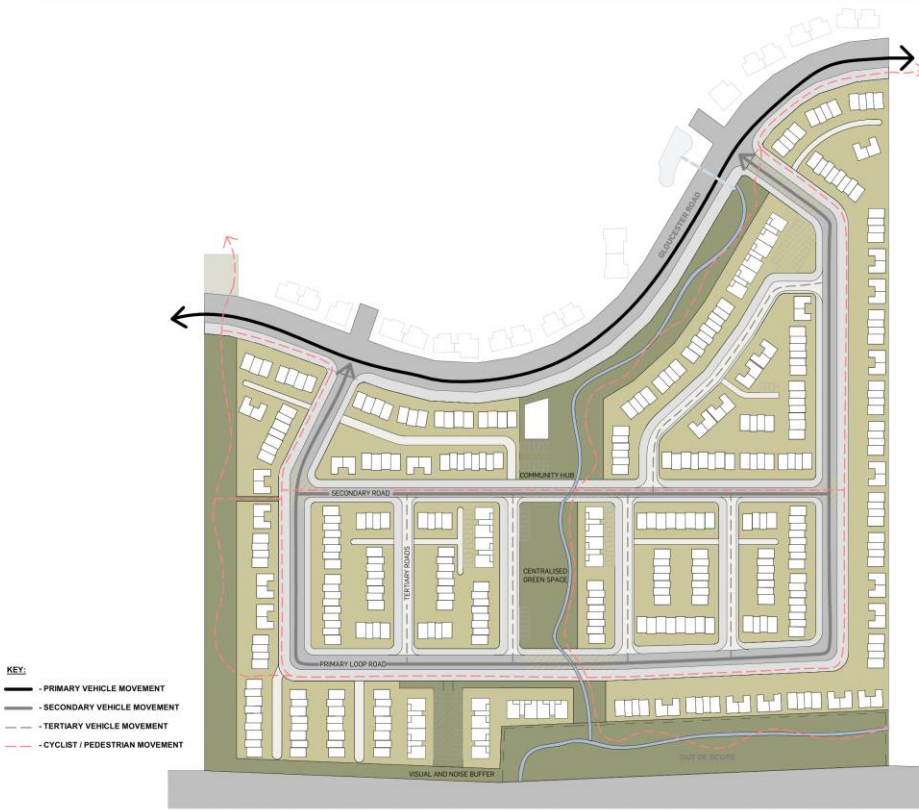 GLOUCESTER ROAD
COMMUNITY HUB
SECONDARY ROAD
TERTIARY ROADS
CENTRALISED
GREEN SPACE
PRIMARY LOOP ROAD
KEY:
- PRIMARY VEHICLE MOVEMENT
- SECONDARY VEHICLE MOVEMENT
- TERTIARY VEHICLE MOVEMENT
- CYCLIST / PEDESTRIAN MOVEMENT
OUT OF SCOPE
VISUAL AND NOISE BUFFER